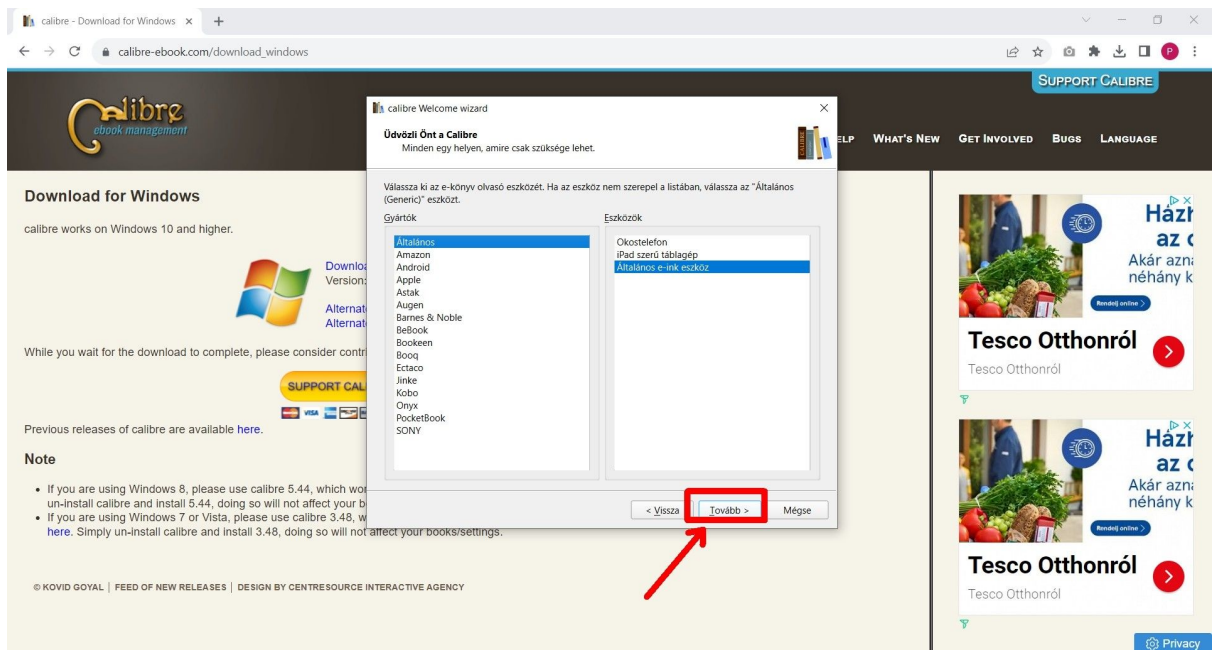 calibre - Download for Windows
calibre-ebook.com/download_windows
SUPPORT CALIBRE
Calibre
ebook management
HELP WHAT'S NEW GET INVOLVED BUGS LANGUAGE
calibre Welcome wizard
Üdvözli Önt a Calibre
Minden egy helyen, amire csak szüksége lehet.
CALIBRE
Válassza ki az e-könyv olvasó eszközét. Ha az eszköz nem szerepel a listában, válassza az "Általános
(Generic)" eszközt.
Gyártók
Általános
Amazon
Android
Apple
Astak
Augen
Barnes & Noble
BeBook
Bookeen
Booq
Ectaco
Jinke
Kobo
Onyx
PocketBook
SONY
Eszközök
Okostelefon
iPad szerű táblagép
Általános e-ink eszköz
< Vissza
Tovább >
Mégse
Download for Windows
calibre works on Windows 10 and higher.
Downloa
Version:
Alternat
Alternat
While you wait for the download to complete, please consider contri
SUPPORT CAL
VISA
Previous releases of calibre are available here.
Note
• If you are using Windows 8, please use calibre 5.44, which wor
un-install calibre and install 5.44, doing so will not affect your b
• If you are using Windows 7 or Vista, please use calibre 3.48, w
here. Simply un-install calibre and install 3.48, doing so will not affect your books/settings.
© KOVID GOYAL | FEED OF NEW RELEASES | DESIGN BY CENTRESOURCE INTERACTIVE AGENCY
Házh
az o
Akár azna
néhány k
Rendelj online >
Tesco Otthonról
Tesco Otthonról
Házh
az o
Akár azna
néhány k
Rendelj online >
Tesco Otthonról
Tesco Otthonról
Privacy
P